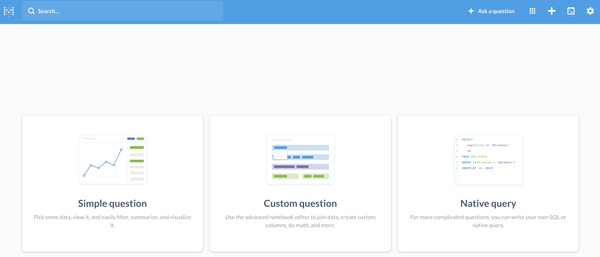 Search...
Ask a question
Simple question
Pick some data, view it, and easily filter, summarize, and visualize
it.
Custom question
Use the advanced notebook editor to join data, create custom
columns, do math, and more.
SELECT
Native query
For more complicated questions, you can write your own SQL or
native query.